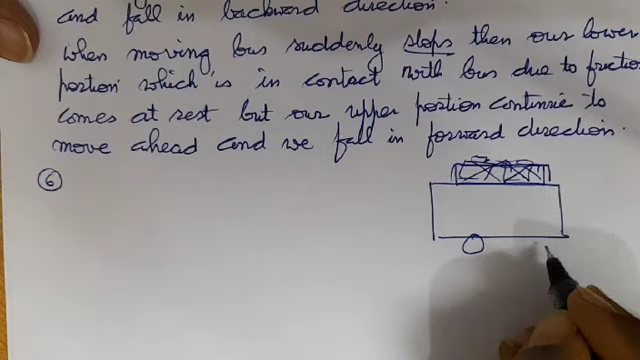 and fall in backward direction.
when moving bus suddenly stops then our lower
portion which is in contact with bus due to friction
comes at rest but our upper portion continue to
move ahead and we fall in forward direction.
6